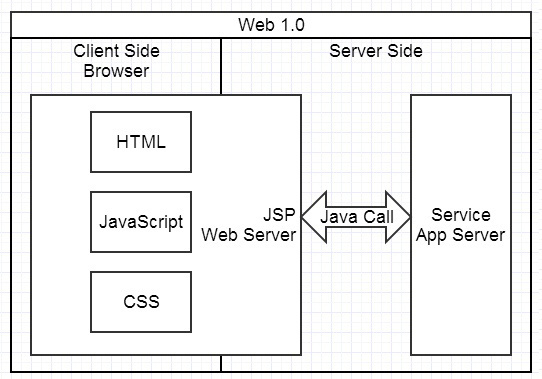 Web 1.0
Client Side
Browser
Server Side
HTML
JavaScript
CSS
JSP
Web Server
Java Call
Service
App Server